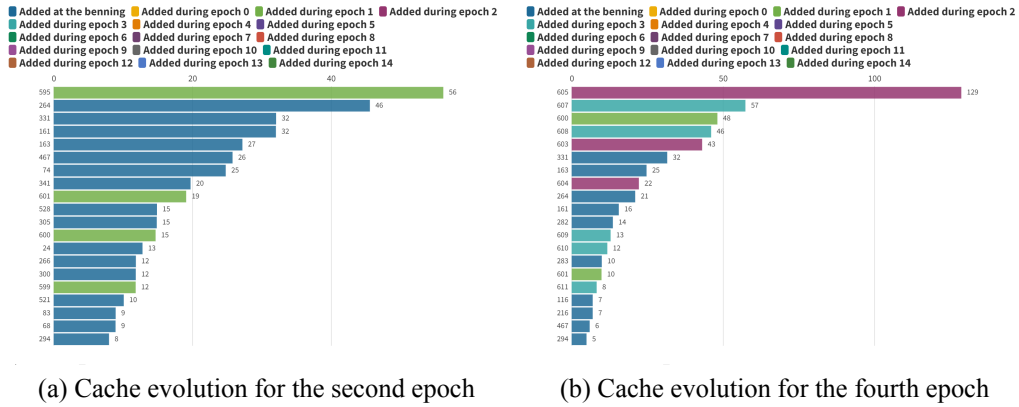 Added at the benning Added during epoch 0 Added during epoch 1 Added during epoch 2
Added during epoch 3 Added during epoch 4 Added during epoch 5
Added during epoch 6 Added during epoch 7 Added during epoch 8
Added during epoch 9 Added during epoch 10 Added during epoch 11
Added during epoch 12 Added during epoch 13 Added during epoch 14
0 20 40
595 56
264 46
331 32
161 32
163 27
467 26
74 25
341 20
601 19
528 15
305 15
600 15
24 13
266 12
300 12
599 12
521 10
83 9
68 9
294 8
(a) Cache evolution for the second epoch
Added at the benning Added during epoch 0 Added during epoch 1 Added during epoch 2
Added during epoch 3 Added during epoch 4 Added during epoch 5
Added during epoch 6 Added during epoch 7 Added during epoch 8
Added during epoch 9 Added during epoch 10 Added during epoch 11
Added during epoch 12 Added during epoch 13 Added during epoch 14
0 50 100
605 129
607 57
600 48
608 46
603 43
331 32
163 25
604 22
264 21
161 16
282 14
609 13
610 12
283 10
601 10
611 8
116 7
216 7
467 6
294 5
(b) Cache evolution for the fourth epoch